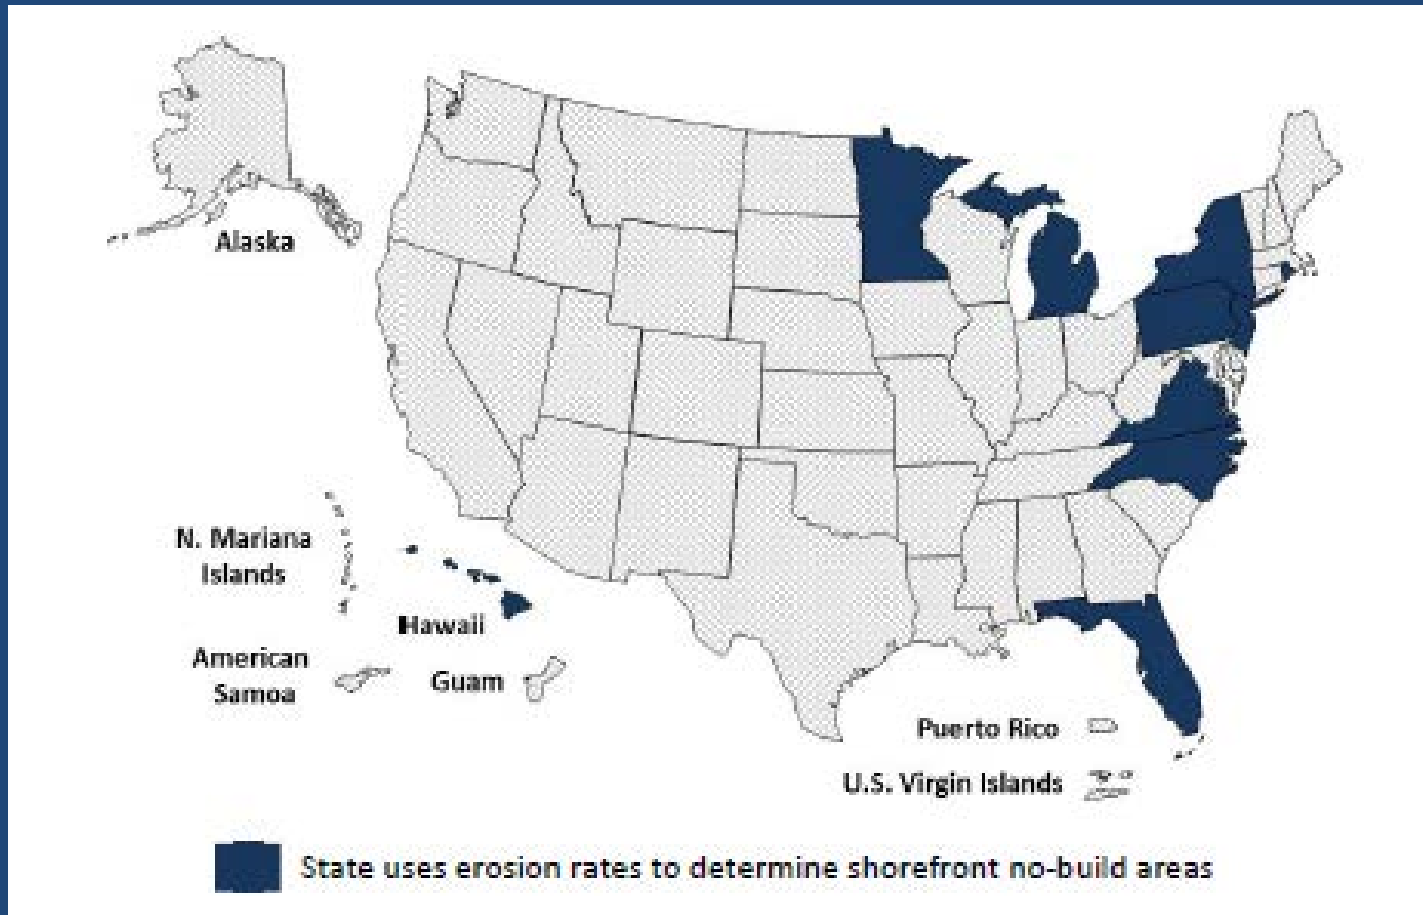 Alaska
N. Mariana
Islands
Hawaii
American
Samoa
Guam
Puerto Rico
U.S. Virgin Islands
State uses erosion rates to determine shorefront no-build areas